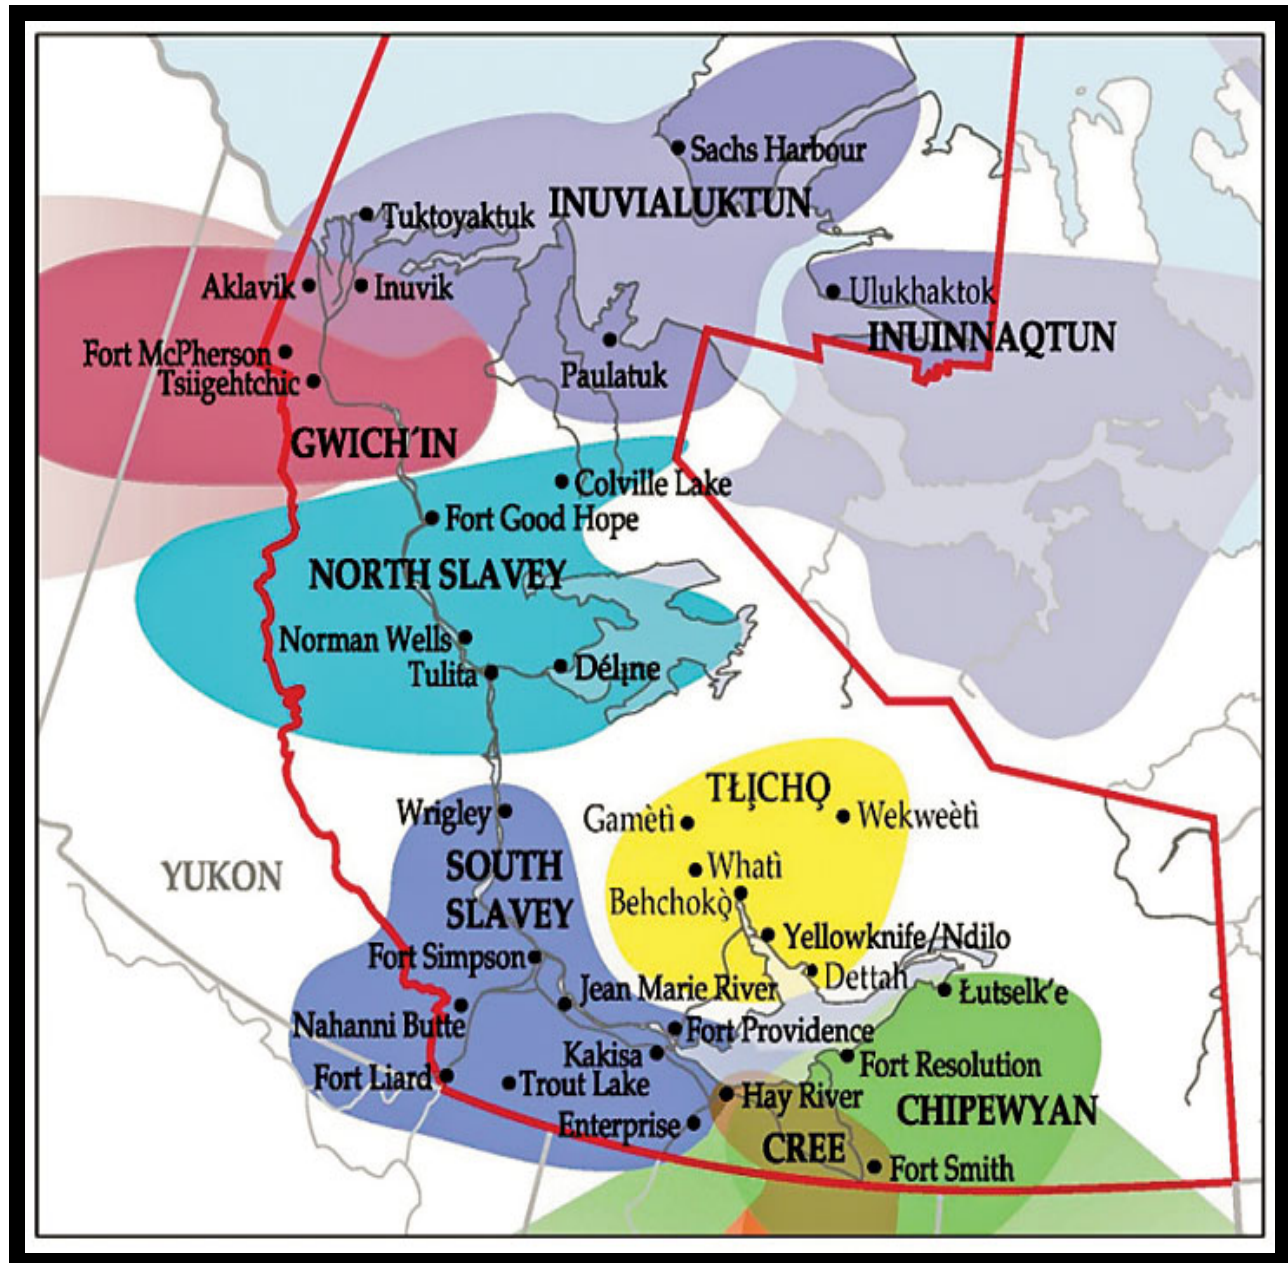 Sachs Harbour
INUVIALUKTUN
Tuktoyaktuk
Aklavik
Inuvik
Ulukhaktok
INUINNAQTUN
Fort McPherson
Tsiigehtchic
Paulatuk
GWICH´IN
Colville Lake
Fort Good Hope
NORTH SLAVEY
Norman Wells
Tulita
Délı̨ne
TŁĮCHǪ
Wrigley
Gamètì
Wekweètì
YUKON
SOUTH
SLAVEY
Whatì
Behchokǫ̀
Yellowknife/Ndilo
Fort Simpson
Dettah
Jean Marie River
Łutselk'e
Nahanni Butte
Fort Providence
Kakisa
Fort Resolution
Fort Liard
Trout Lake
Hay River
CHIPEWYAN
Enterprise
CREE
Fort Smith